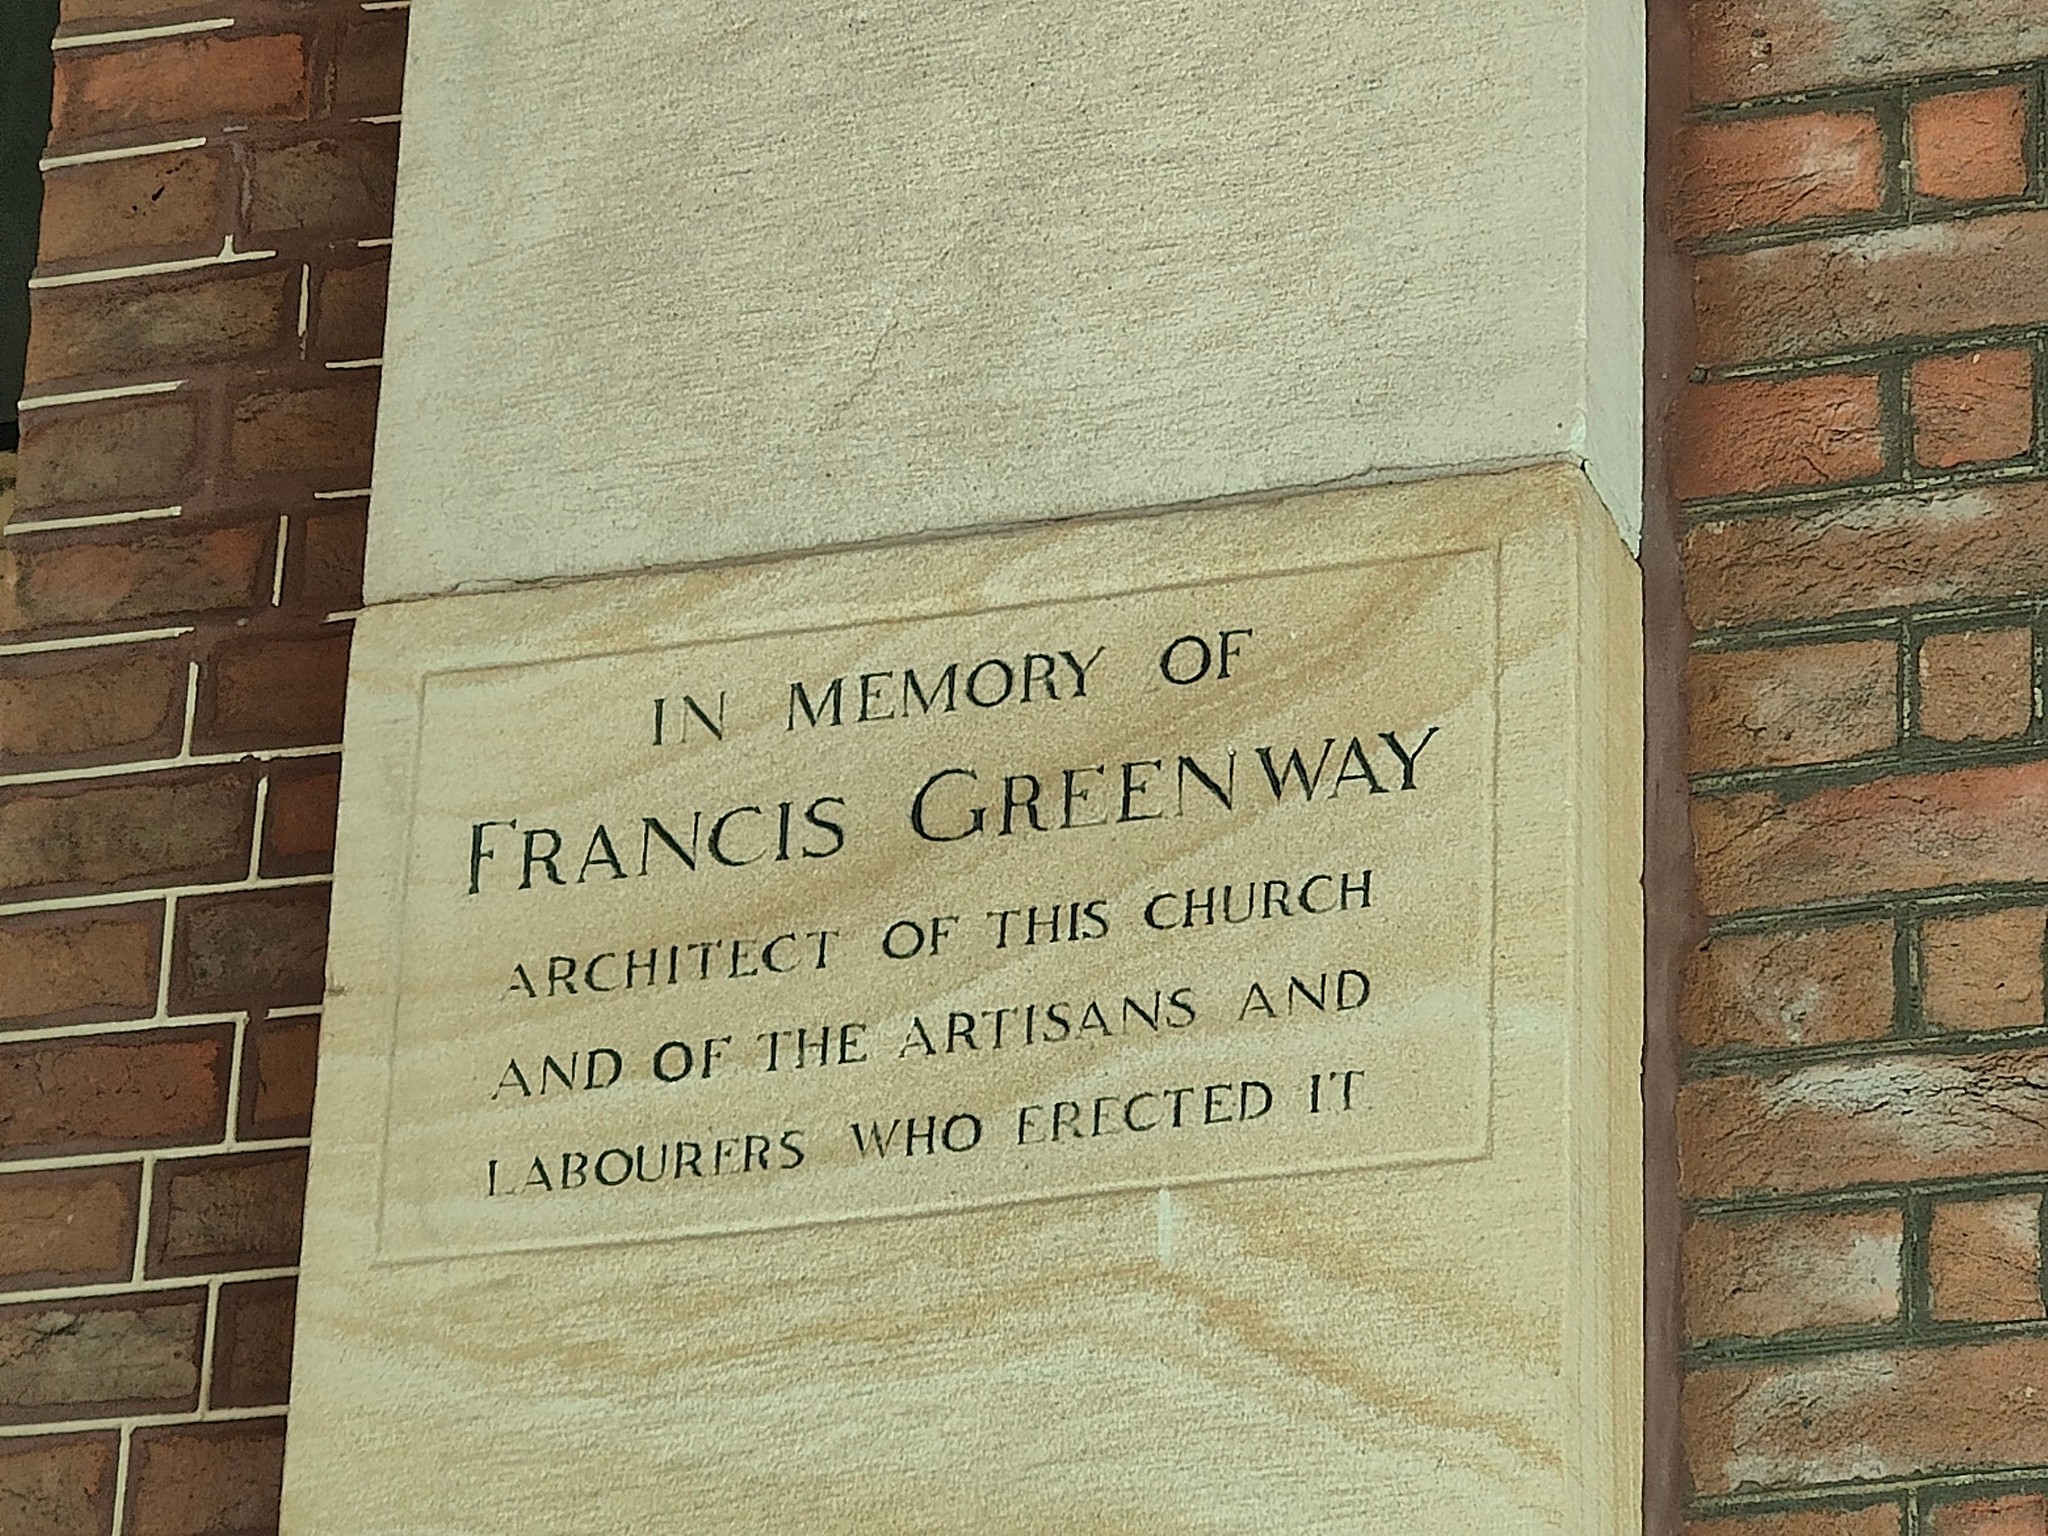 IN MEMORY OF
FRANCIS GREENWAY
ARCHITECT OF THIS CHURCH
AND OF THE ARTISANS AND
LABOURERS WHO ERECTED IT